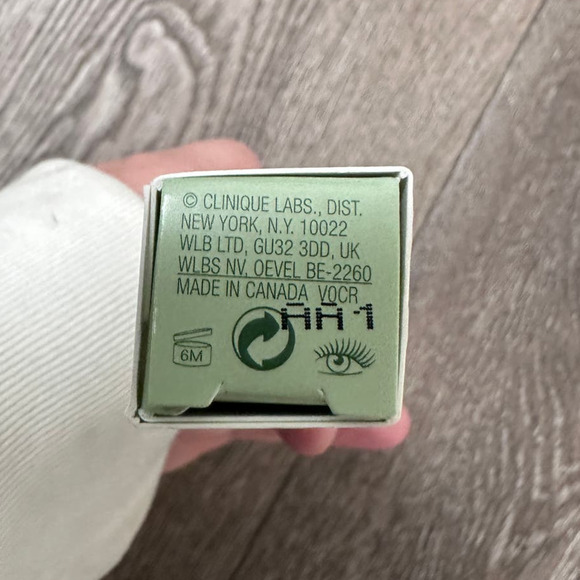 © CLINIQUE LABS., DIST.
NEW YORK, N.Y. 10022
WLB LTD, GU32 3DD, UK
WLBS NV, OEVEL BE-2260
MADE IN CANADA V0CR
AA1
6M